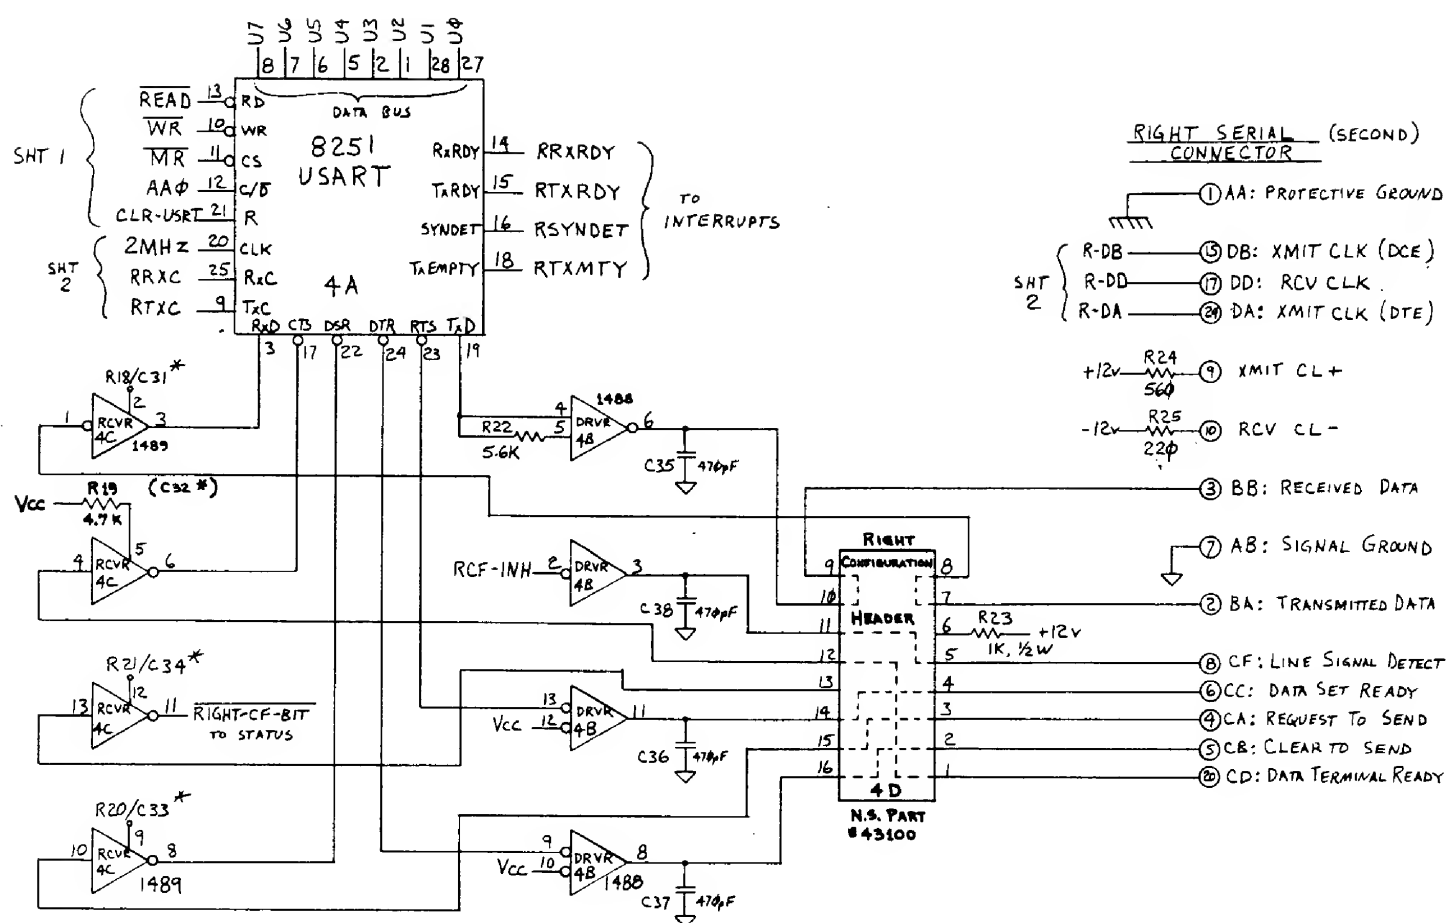 U7 U6 U5 U4 U3 U2 U1 UØ
8 7 6 5 2 1 28 27
DATA BUS
8251
USART
4A
SHT 1
READ 13 RD
WR 10 WR
MR 11 CS
AAØ 12 C/D
CLR-USRT 21 R
SHT 2
2MHZ 20 CLK
RRXC 25 RxC
RTXC 9 TxC
RxRDY 14 RRXRDY
TxRDY 15 RTXRDY
SYNDET 16 RSYNDET
TxEMPTY 18 RTXMTY
TO INTERRUPTS
RxD CTS DSR DTR RTS TxD
3 17 22 24 23 19
RIGHT SERIAL (SECOND)
CONNECTOR
1 AA: PROTECTIVE GROUND
SHT 2
R-DB 15 DB: XMIT CLK (DCE)
R-DD 17 DD: RCV CLK
R-DA 24 DA: XMIT CLK (DTE)
+12V R24 56Ø 9 XMIT CL+
-12V R25 22Ø 10 RCV CL-
3 BB: RECEIVED DATA
7 AB: SIGNAL GROUND
2 BA: TRANSMITTED DATA
8 CF: LINE SIGNAL DETECT
6 CC: DATA SET READY
4 CA: REQUEST TO SEND
5 CB: CLEAR TO SEND
20 CD: DATA TERMINAL READY
R18/C31*
1 2 3
RCVR
4C
1489
R19 (C32*)
Vcc 4.7K
4 5 6
RCVR
4C
R21/C34*
13 12 11
RCVR
4C
RIGHT-CF-BIT
TO STATUS
R20/C33*
10 9 8
RCVR
4C
1489
1488
R22 5.6K
4 5 6
DRVR
4B
C35 47ØpF
RCF-INH 2 3
DRVR
4B
C38 47ØpF
13 12 11
Vcc
DRVR
4B
C36 47ØpF
9 10 8
Vcc
DRVR
4B
1488
C37 47ØpF
RIGHT
CONFIGURATION
HEADER
9 8
1Ø 7
11 6
12 5
13 4
14 3
15 2
16 1
R23 +12V
1K, ½W
4D
N.S. PART
#43100